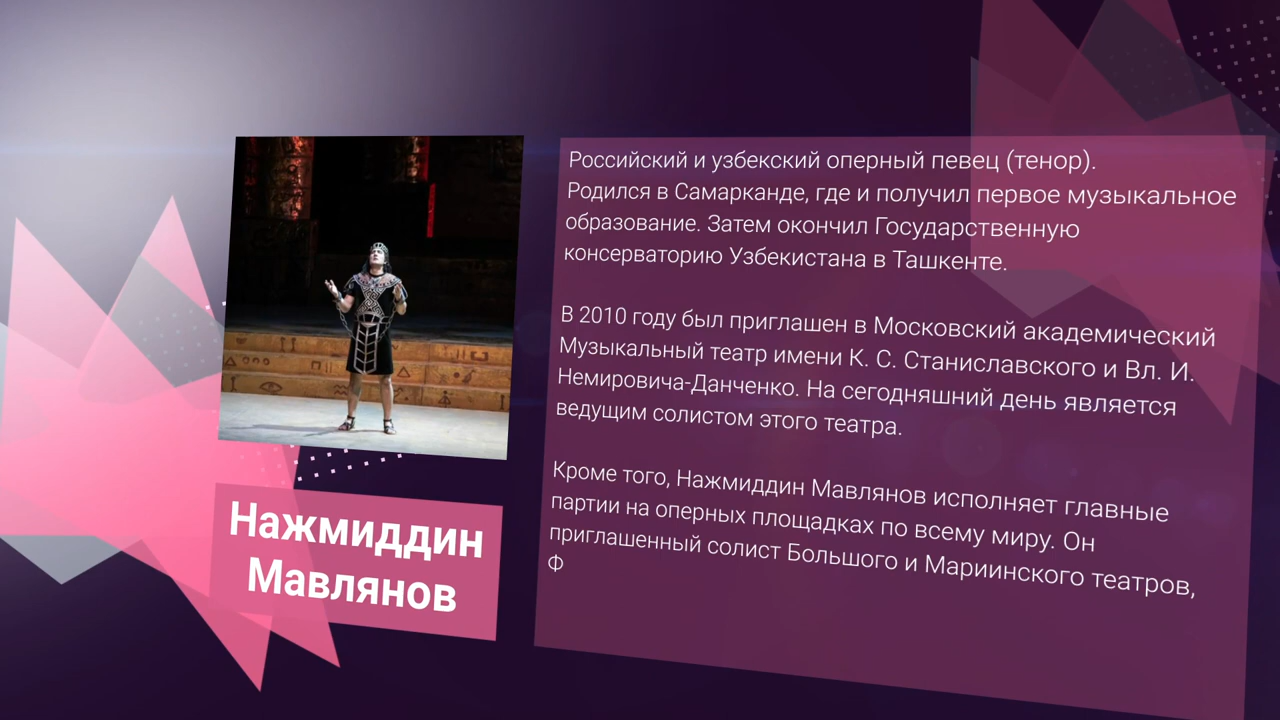 Российский и узбекский оперный певец (тенор).
Родился в Самарканде, где и получил первое музыкальное
образование. Затем окончил Государственную
консерваторию Узбекистана в Ташкенте.
В 2010 году был приглашен в Московский академический
Музыкальный театр имени К. С. Станиславского и Вл. И.
Немировича-Данченко. На сегодняшний день является
ведущим солистом этого театра.
Кроме того, Нажмиддин Мавлянов исполняет главные
партии на оперных площадках по всему миру. Он
приглашенный солист Большого и Мариинского театров,
Ф
Нажмиддин
Мавлянов